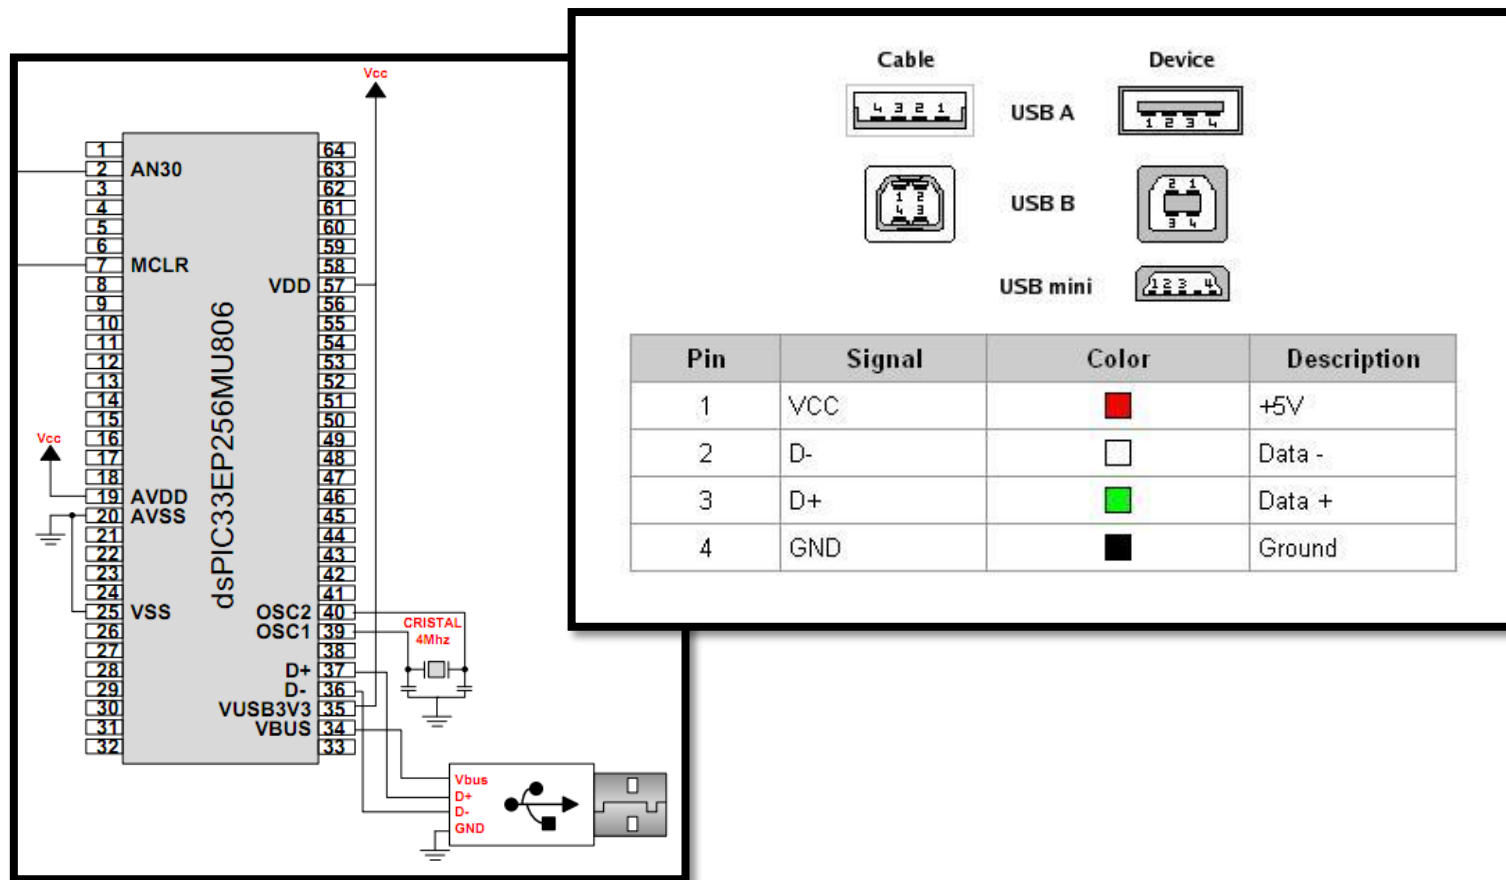 Vcc
1
2 AN30
3
4
5
6
7 MCLR
8
9
10
11
12
13
14
15
16
17
18
19 AVDD
20 AVSS
21
22
23
24
25 VSS
26
27
28
29
30
31
32
Vcc
dsPIC33EP256MU806
64
63
62
61
60
59
58
VDD 57
56
55
54
53
52
51
50
49
48
47
46
45
44
43
42
41
OSC2 40
OSC1 39
38
D+ 37
D- 36
VUSB3V3 35
VBUS 34
33
CRISTAL
4Mhz
Vbus
D+
D-
GND
Cable Device
4 3 2 1 USB A 1 2 3 4
1 2 USB B 2 1
4 3 3 4
USB mini 1 2 3 4
Pin Signal Color Description
1 VCC +5V
2 D- Data -
3 D+ Data +
4 GND Ground